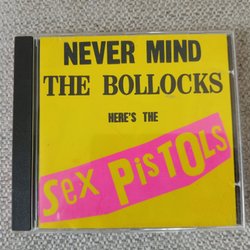 NEVER MIND
THE BOLLOCKS
HERE'S THE
Sex PiSTOLS